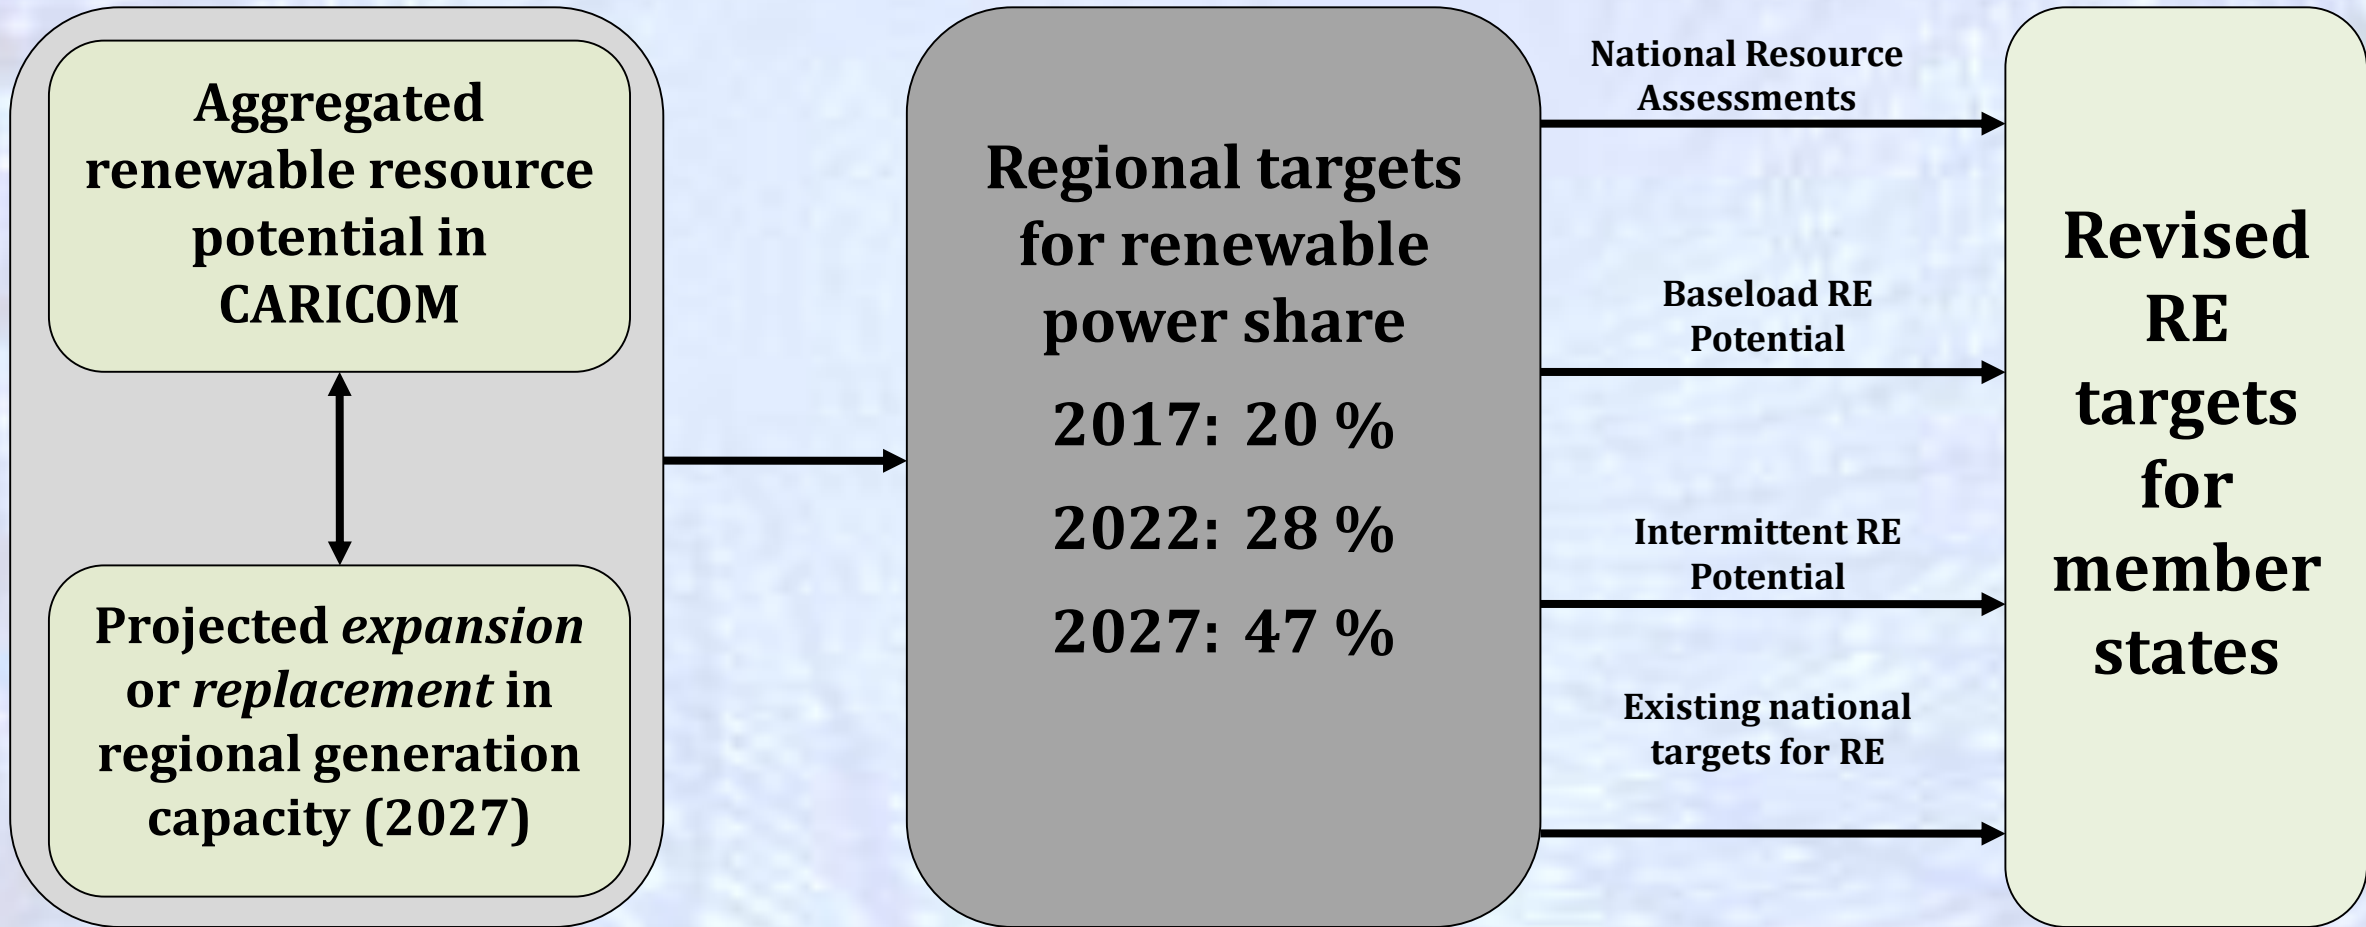 Aggregated
renewable resource
potential in
CARICOM
Projected expansion
or replacement in
regional generation
capacity (2027)
Regional targets
for renewable
power share
2017: 20 %
2022: 28 %
2027: 47 %
National Resource
Assessments
Baseload RE
Potential
Intermittent RE
Potential
Existing national
targets for RE
Revised
RE
targets
for
member
states